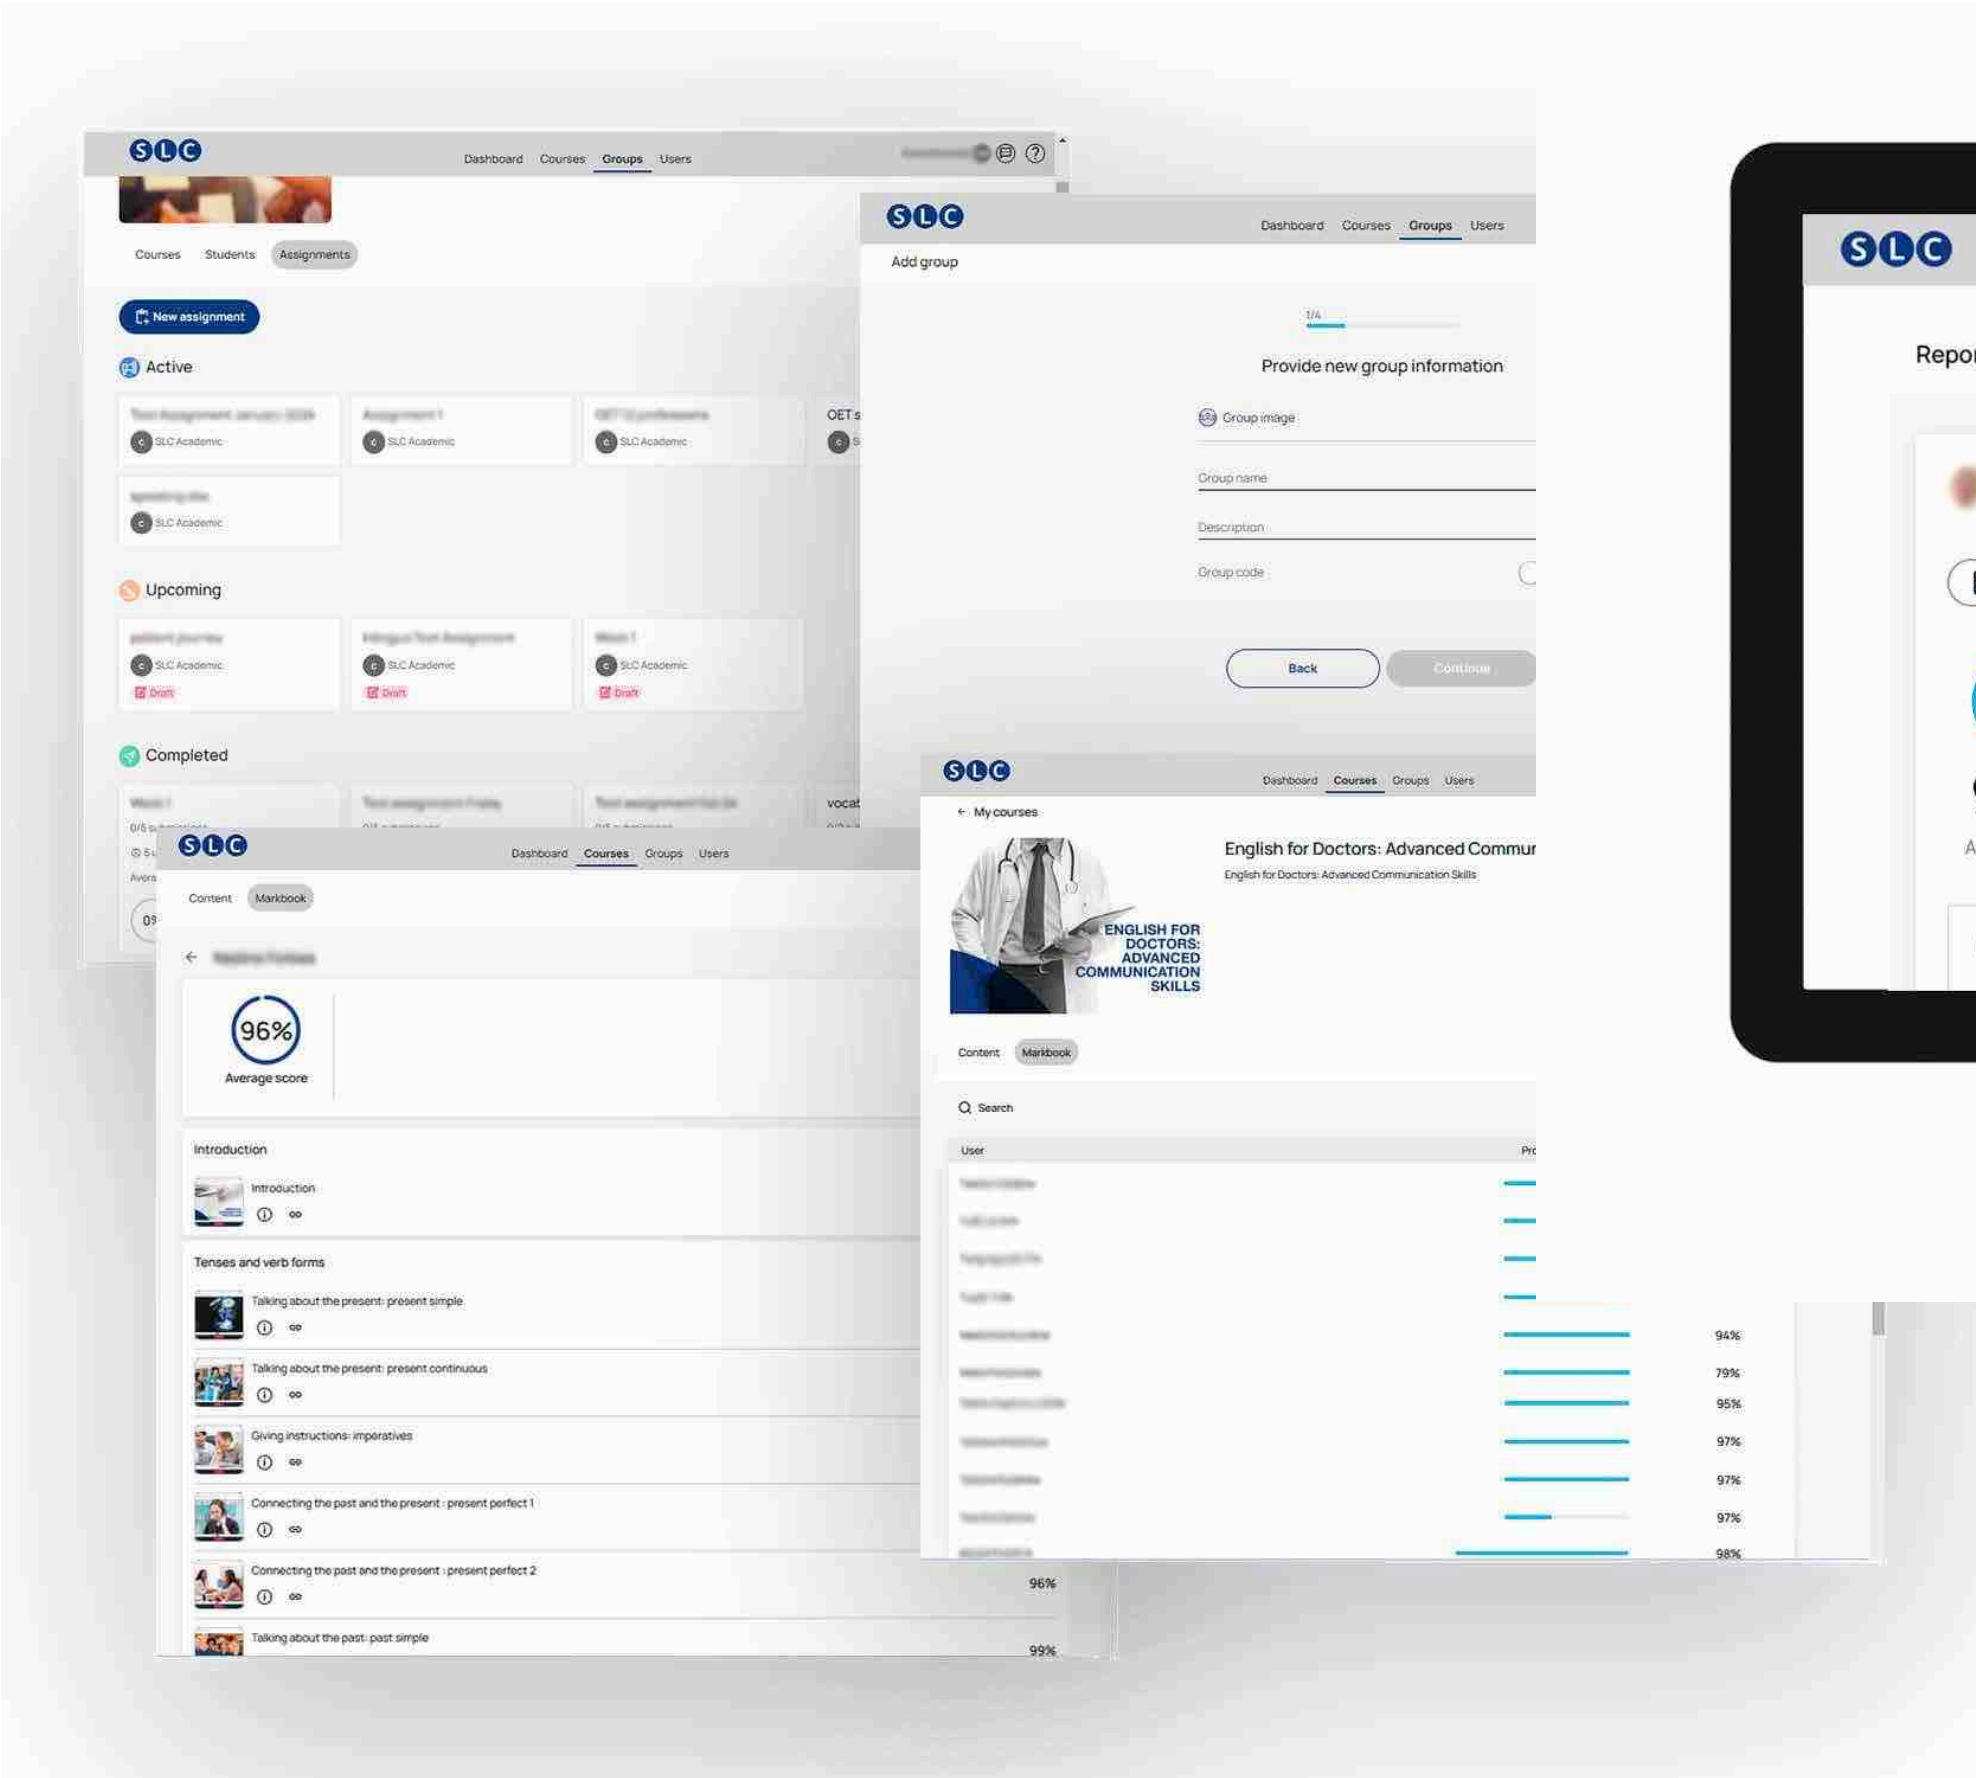 SLC
Dashboard Courses Groups Users
Courses Students Assignments
New assignment
Active
SLC Academic
SLC Academic
SLC Academic
OET s
SLC Academic
Upcoming
SLC Academic
Draft
SLC Academic
Draft
SLC Academic
Draft
Completed
vocab
0/5
Avera
SLC
Dashboard Courses Groups Users
Add group
1/4
Provide new group information
Group image
Group name
Description
Group code
Back
Continue
SLC
Dashboard Courses Groups Users
Content Markbook
96%
Average score
Introduction
Introduction
Tenses and verb forms
Talking about the present: present simple
Talking about the present: present continuous
Giving instructions: imperatives
Connecting the past and the present : present perfect 1
Connecting the past and the present : present perfect 2
96%
Talking about the past: past simple
99%
SLC
Dashboard Courses Groups Users
My courses
ENGLISH FOR
DOCTORS:
ADVANCED
COMMUNICATION
SKILLS
English for Doctors: Advanced Commun
English for Doctors: Advanced Communication Skills
Content Markbook
Search
User Pro
94%
79%
95%
97%
97%
97%
98%
SLC
Repor
A